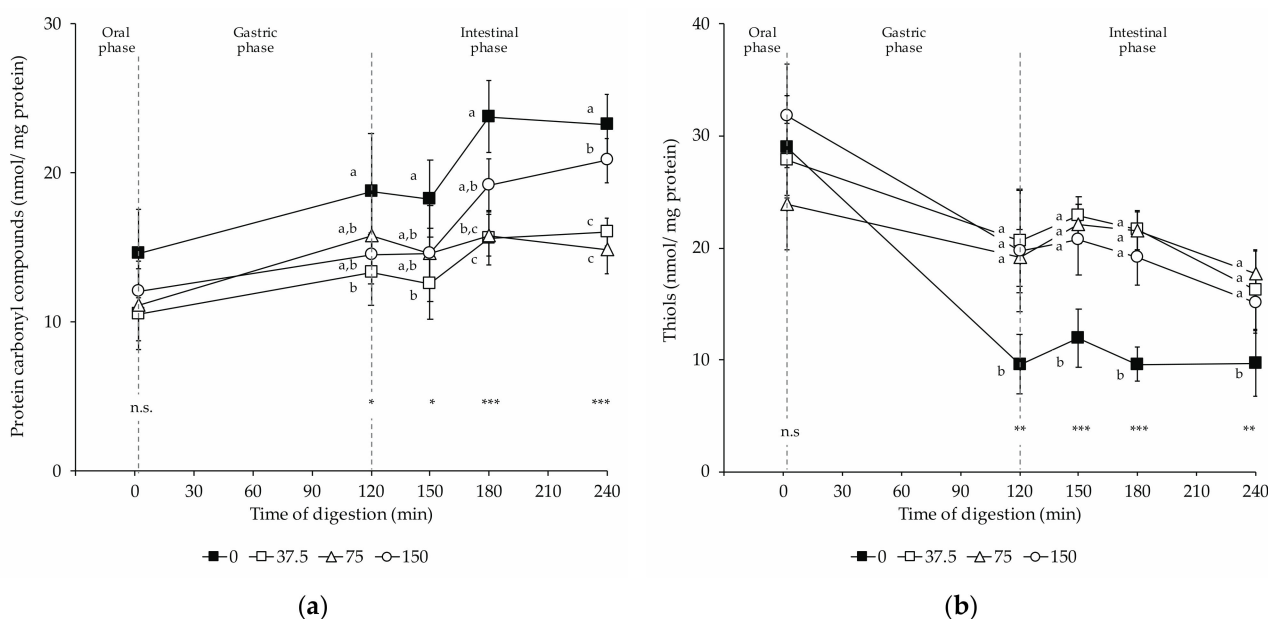 30
Oral
phase
Gastric
phase
Intestinal
phase
20
10
0
Protein carbonyl compounds (nmol/ mg protein)
a
a
a
a
a,b
a,b
b
a,b
a,b
b
a,b
b,c
c
b
c
c
n.s.
*
*
***
***
0 30 60 90 120 150 180 210 240
Time of digestion (min)
0 37.5 75 150
(a)
40
Oral
phase
Gastric
phase
Intestinal
phase
30
20
10
0
Thiols (nmol/ mg protein)
a
a
a
b
a
a
a
b
a
a
a
b
a
a
a
b
n.s
**
***
***
**
0 30 60 90 120 150 180 210 240
Time of digestion (min)
0 37.5 75 150
(b)